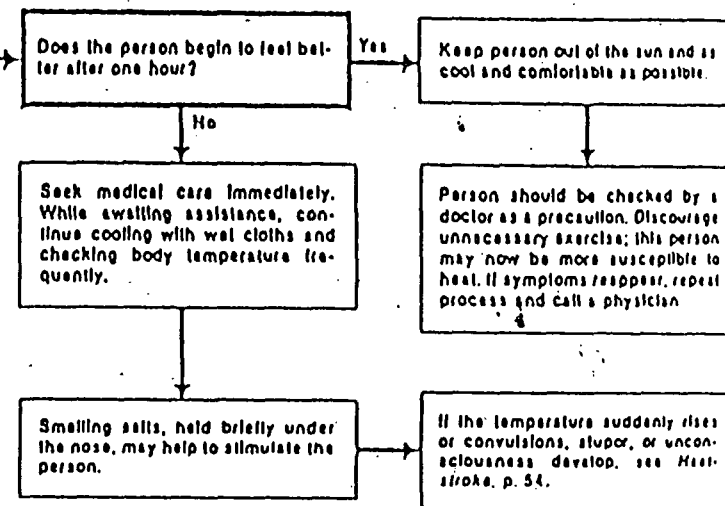 Does the person begin to feel bet-
ter after one hour?
Yes
Keep person out of the sun and as
cool and comfortable as possible.
No
Seek medical care immediately.
While awaiting assistance, con-
tinue cooling with wet cloths and
checking body temperature fre-
quently.
Person should be checked by a
doctor as a precaution. Discourage
unnecessary exercise; this person
may now be more susceptible to
heat. If symptoms reappear, repeat
process and call a physician
Smelling salts, held briefly under
the nose, may help to stimulate the
person.
If the temperature suddenly rises
or convulsions, stupor, or uncon-
sciousness develop, see Heat-
stroke, p. 54.